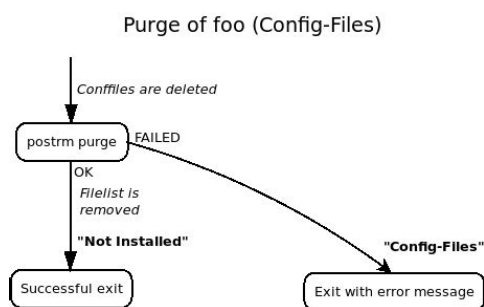 Purge of foo (Config-Files)
Conffiles are deleted
postrm purge
FAILED
OK
Filelist is
removed
"Not Installed"
"Config-Files"
Successful exit
Exit with error message